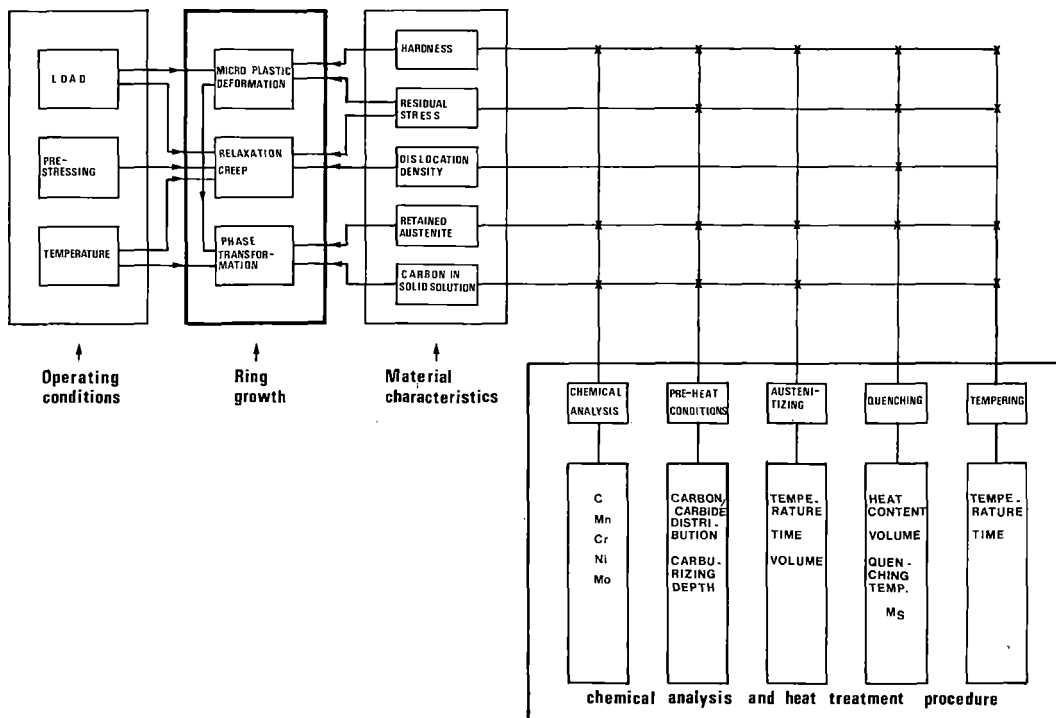 LOAD
PRE-
STRESSING
TEMPERATURE
Operating
conditions
MICRO PLASTIC
DEFORMATION
RELAXATION
CREEP
PHASE
TRANSFOR-
MATION
Ring
growth
HARDNESS
RESIDUAL
STRESS
DISLOCATION
DENSITY
RETAINED
AUSTENITE
CARBON IN
SOLID SOLUTION
Material
characteristics
CHEMICAL
ANALYSIS
PRE-HEAT
CONDITIONS
AUSTENI-
TIZING
QUENCHING
TEMPERING
C
Mn
Cr
Ni
Mo
CARBON/
CARBIDE
DISTRI-
BUTION
CARBU-
RIZING
DEPTH
TEMPE-
RATURE
TIME
VOLUME
HEAT
CONTENT
VOLUME
QUEN-
CHING
TEMP.
MS
TEMPE-
RATURE
TIME
chemical analysis and heat treatment procedure